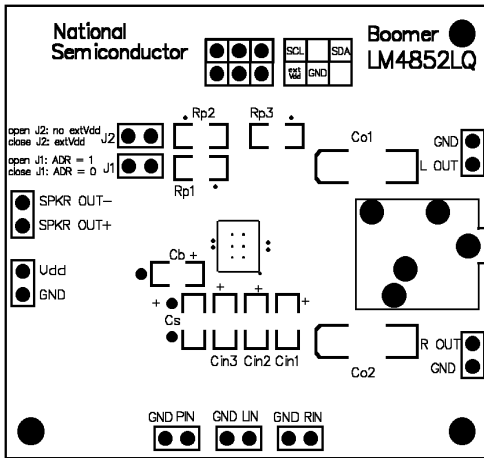 National
Semiconductor
Boomer
LM4852LQ
SCL
SDA
ext
Vdd
GND
Rp2
Rp3
open J2: no extVdd
close J2: extVdd
J2
open J1: ADR = 1
close J1: ADR = 0
J1
Rp1
Co1
GND
L OUT
SPKR OUT-
SPKR OUT+
Cb +
Vdd
GND
+
+
+
+
Cs
Cin3
Cin2
Cin1
Co2
R OUT
GND
GND PIN
GND LIN
GND RIN